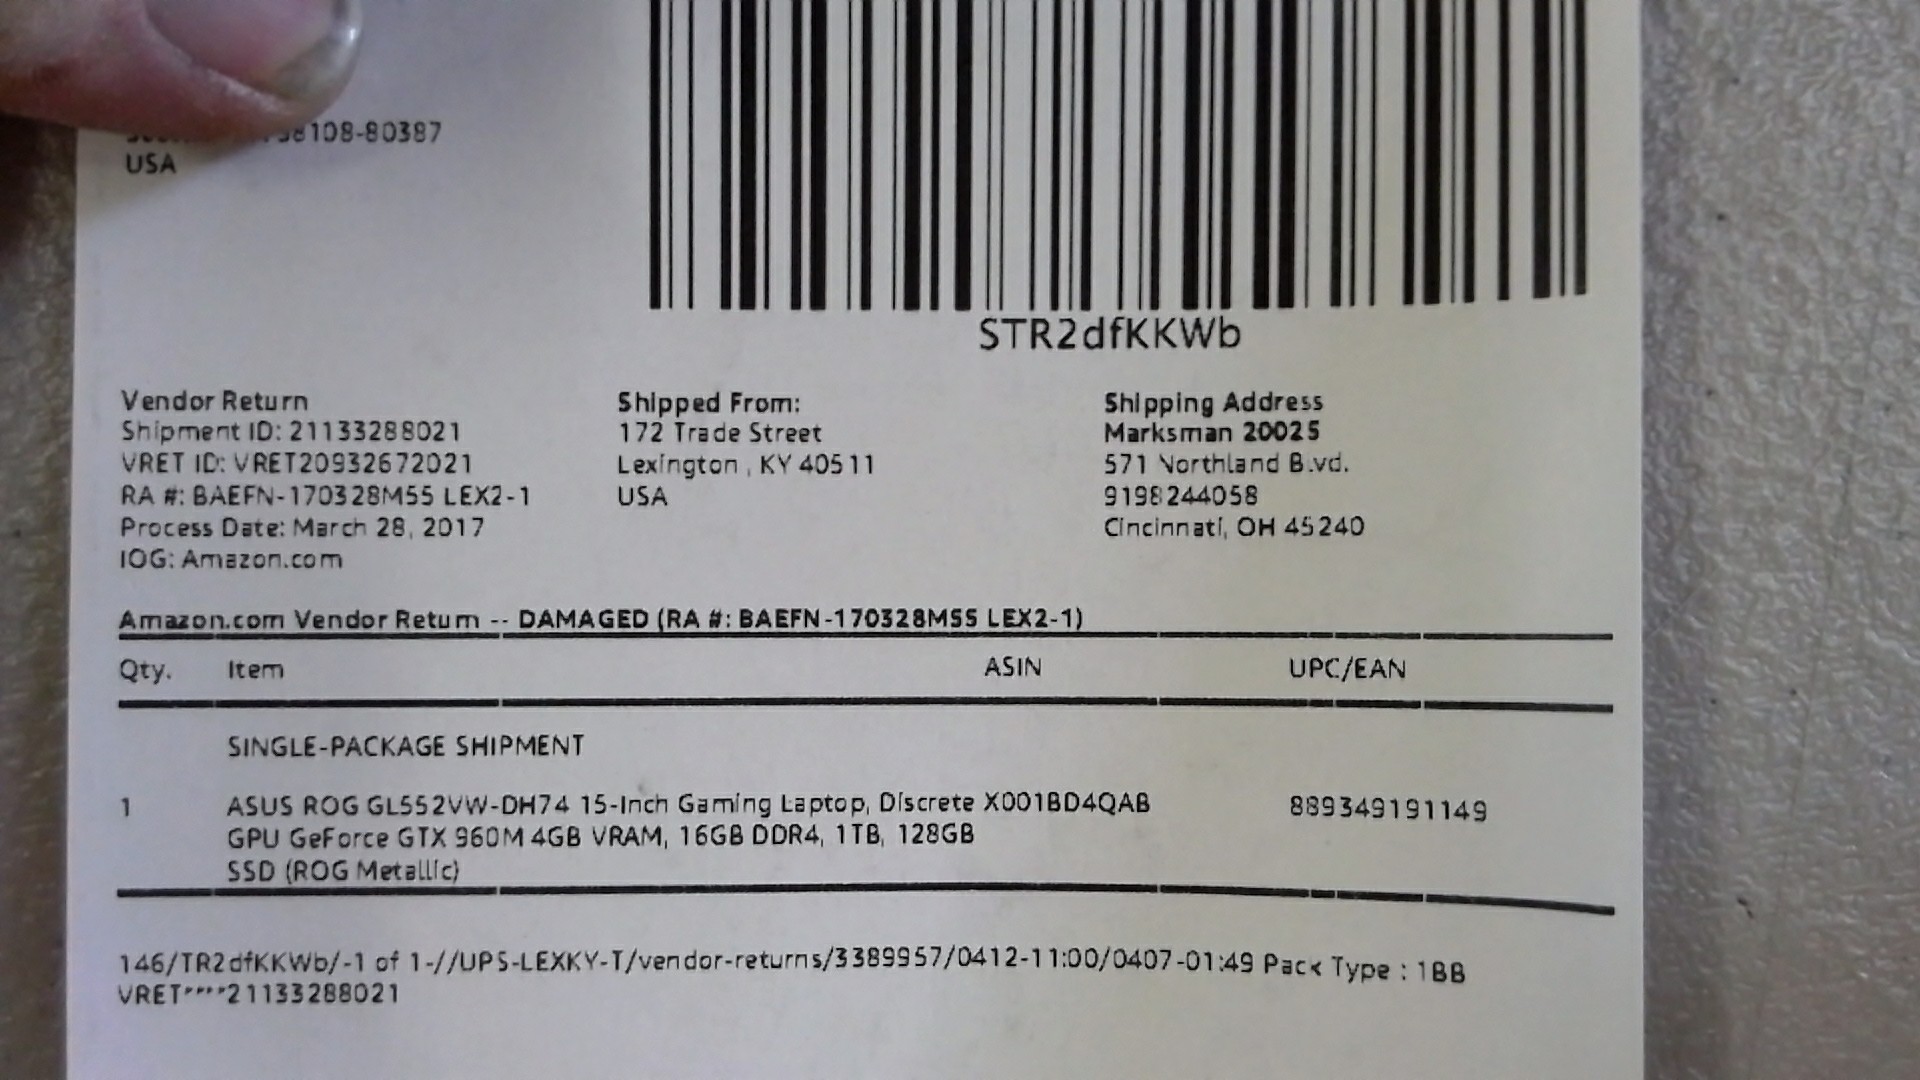 38108-80387
USA
STR2dfKKWb
Vendor Return
Shipment ID: 21133288021
VRET ID: VRET20932672021
RA #: BAEFN-170328M55 LEX2-1
Process Date: March 28, 2017
IOG: Amazon.com
Shipped From:
172 Trade Street
Lexington , KY 40511
USA
Shipping Address
Marksman 20025
571 Northland Blvd.
9198244058
Cincinnati, OH 45240
Amazon.com Vendor Return -- DAMAGED (RA #: BAEFN-170328M55 LEX2-1)
Qty. Item ASIN UPC/EAN
SINGLE-PACKAGE SHIPMENT
1 ASUS ROG GL552VW-DH74 15-Inch Gaming Laptop, Discrete X001BD4QAB 889349191149
GPU GeForce GTX 960M 4GB VRAM, 16GB DDR4, 1TB, 128GB
SSD (ROG Metallic)
146/TR2dfKKWb/-1 of 1-//UPS-LEXKY-T/vendor-returns/3389957/0412-11:00/0407-01:49 Pack Type : 1BB
VRET****21133288021